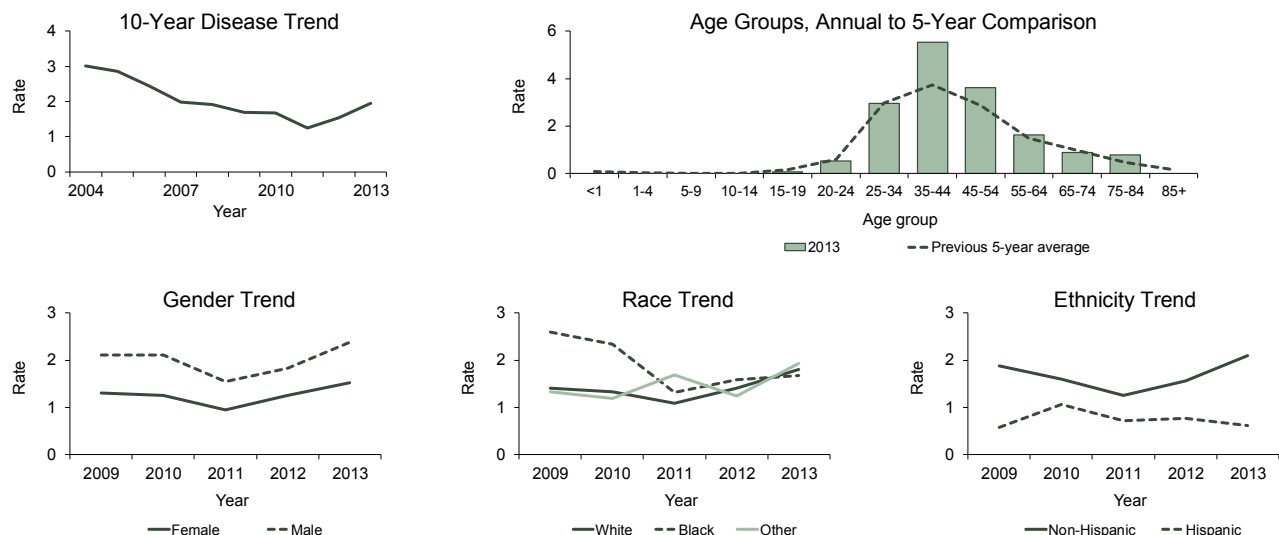 10-Year Disease Trend
4
3
2
1
0
Rate
2004 2007 2010 2013
Year
Age Groups, Annual to 5-Year Comparison
6
4
2
0
Rate
<1 1-4 5-9 10-14 15-19 20-24 25-34 35-44 45-54 55-64 65-74 75-84 85+
Age group
2013 Previous 5-year average
Gender Trend
3
2
1
0
Rate
2009 2010 2011 2012 2013
Year
Female Male
Race Trend
3
2
1
0
Rate
2009 2010 2011 2012 2013
Year
White Black Other
Ethnicity Trend
3
2
1
0
Rate
2009 2010 2011 2012 2013
Year
Non-Hispanic Hispanic